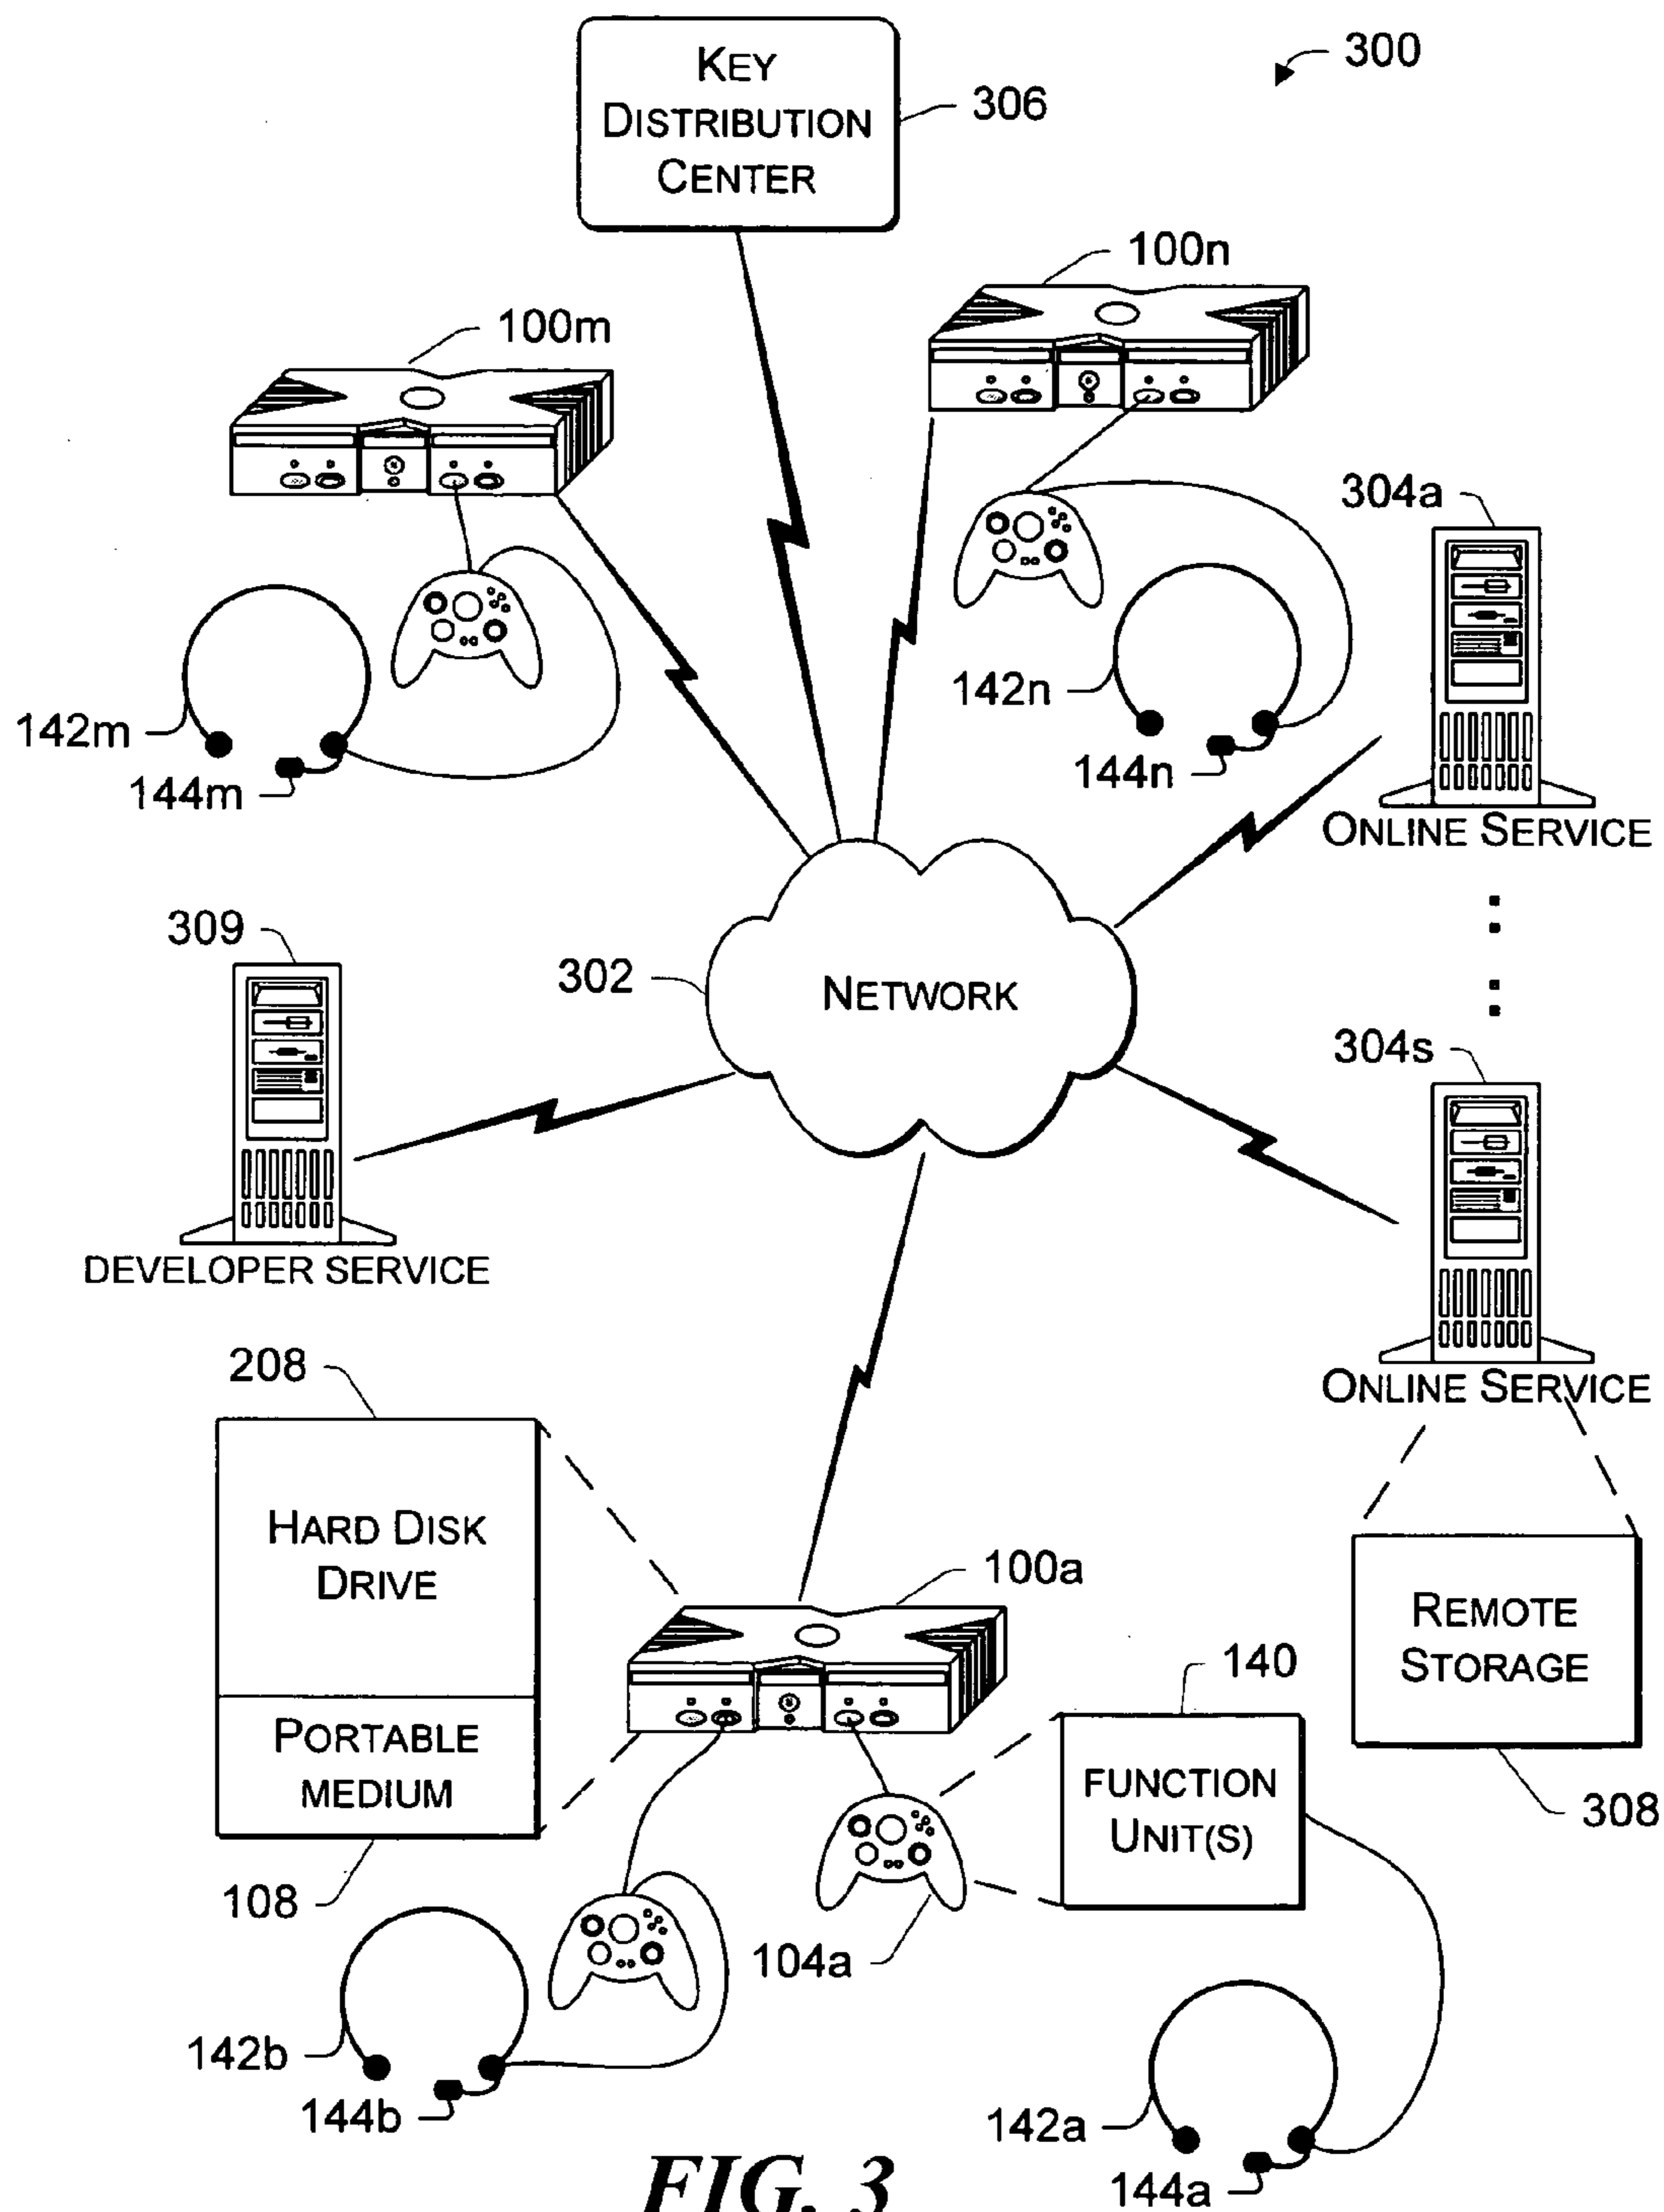 KEY
DISTRIBUTION
CENTER
306
300
100n
100m
304a
142n
144n
142m
144m
ONLINE SERVICE
309
302
NETWORK
304s
DEVELOPER SERVICE
208
ONLINE SERVICE
HARD DISK
DRIVE
100a
REMOTE
STORAGE
140
PORTABLE
MEDIUM
FUNCTION
UNIT(S)
308
108
104a
142b
144b
142a
144a
FIG. 3